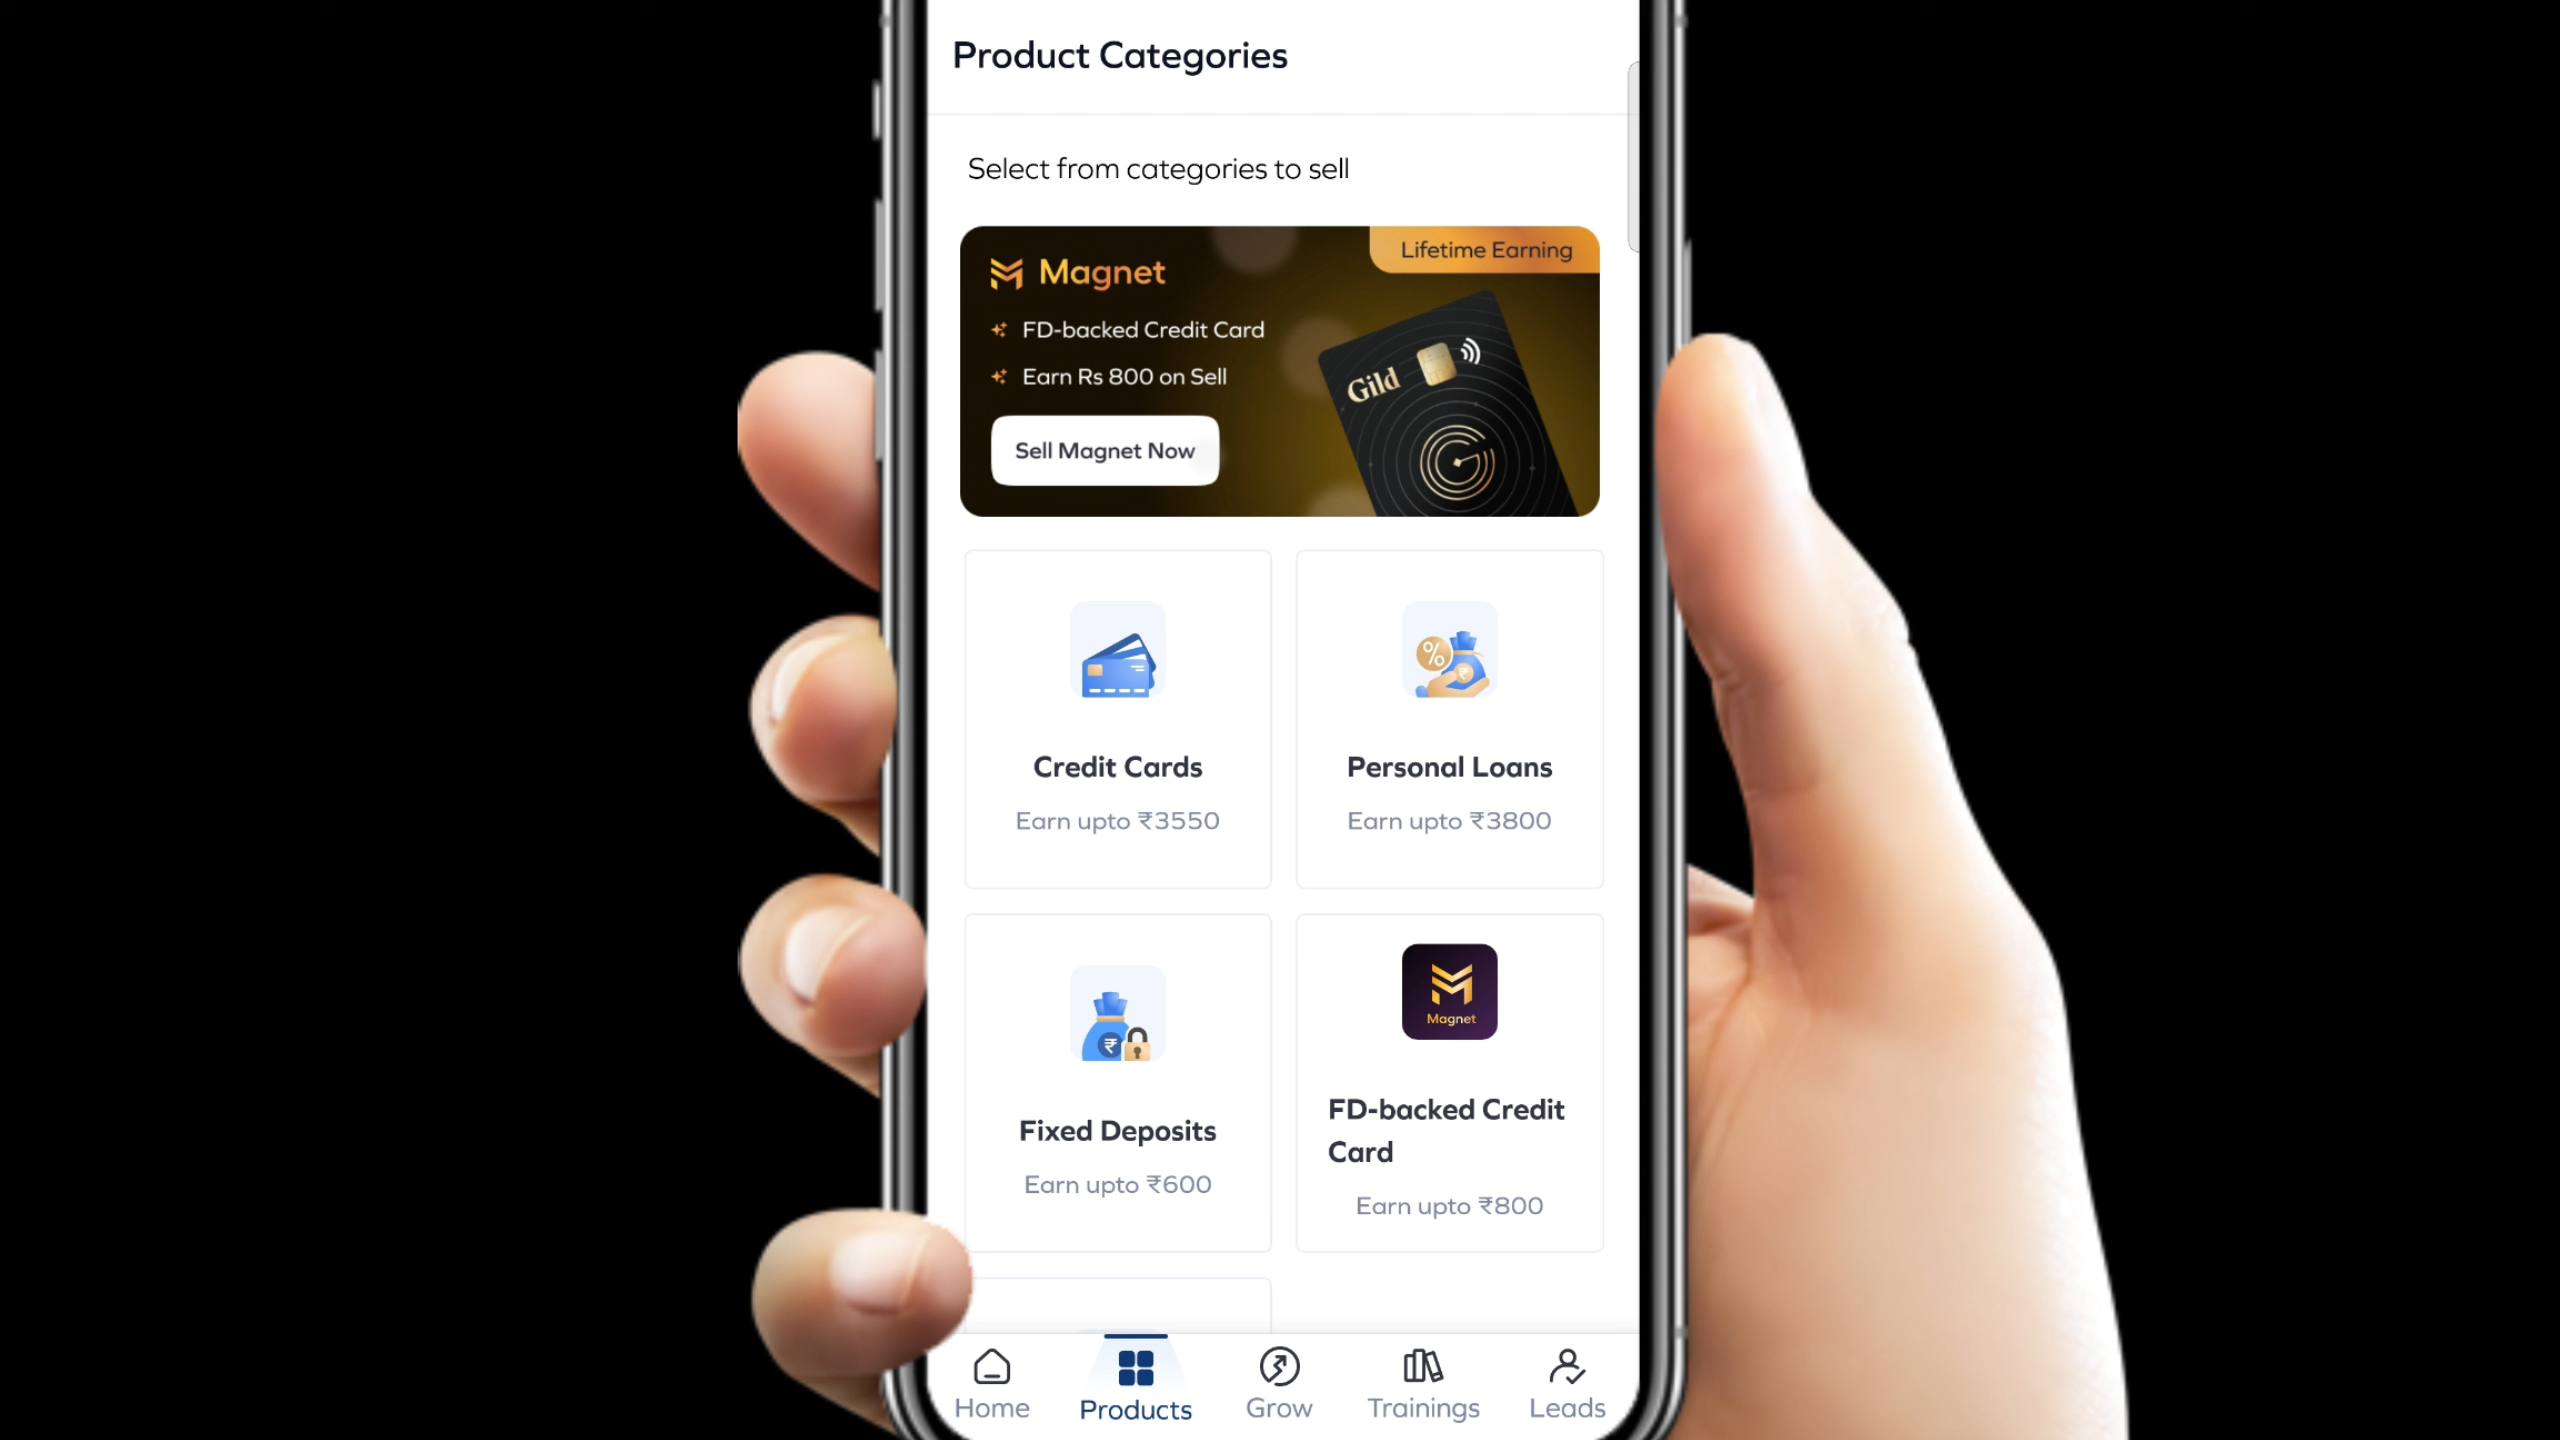 Product Categories
Select from categories to sell
Lifetime Earning
Magnet
FD-backed Credit Card
Earn Rs 800 on Sell
Sell Magnet Now
Gild
Credit Cards
Earn upto ₹3550
Personal Loans
Earn upto ₹3800
Fixed Deposits
Earn upto ₹600
Magnet
FD-backed Credit
Card
Earn upto ₹800
Home
Products
Grow
Trainings
Leads